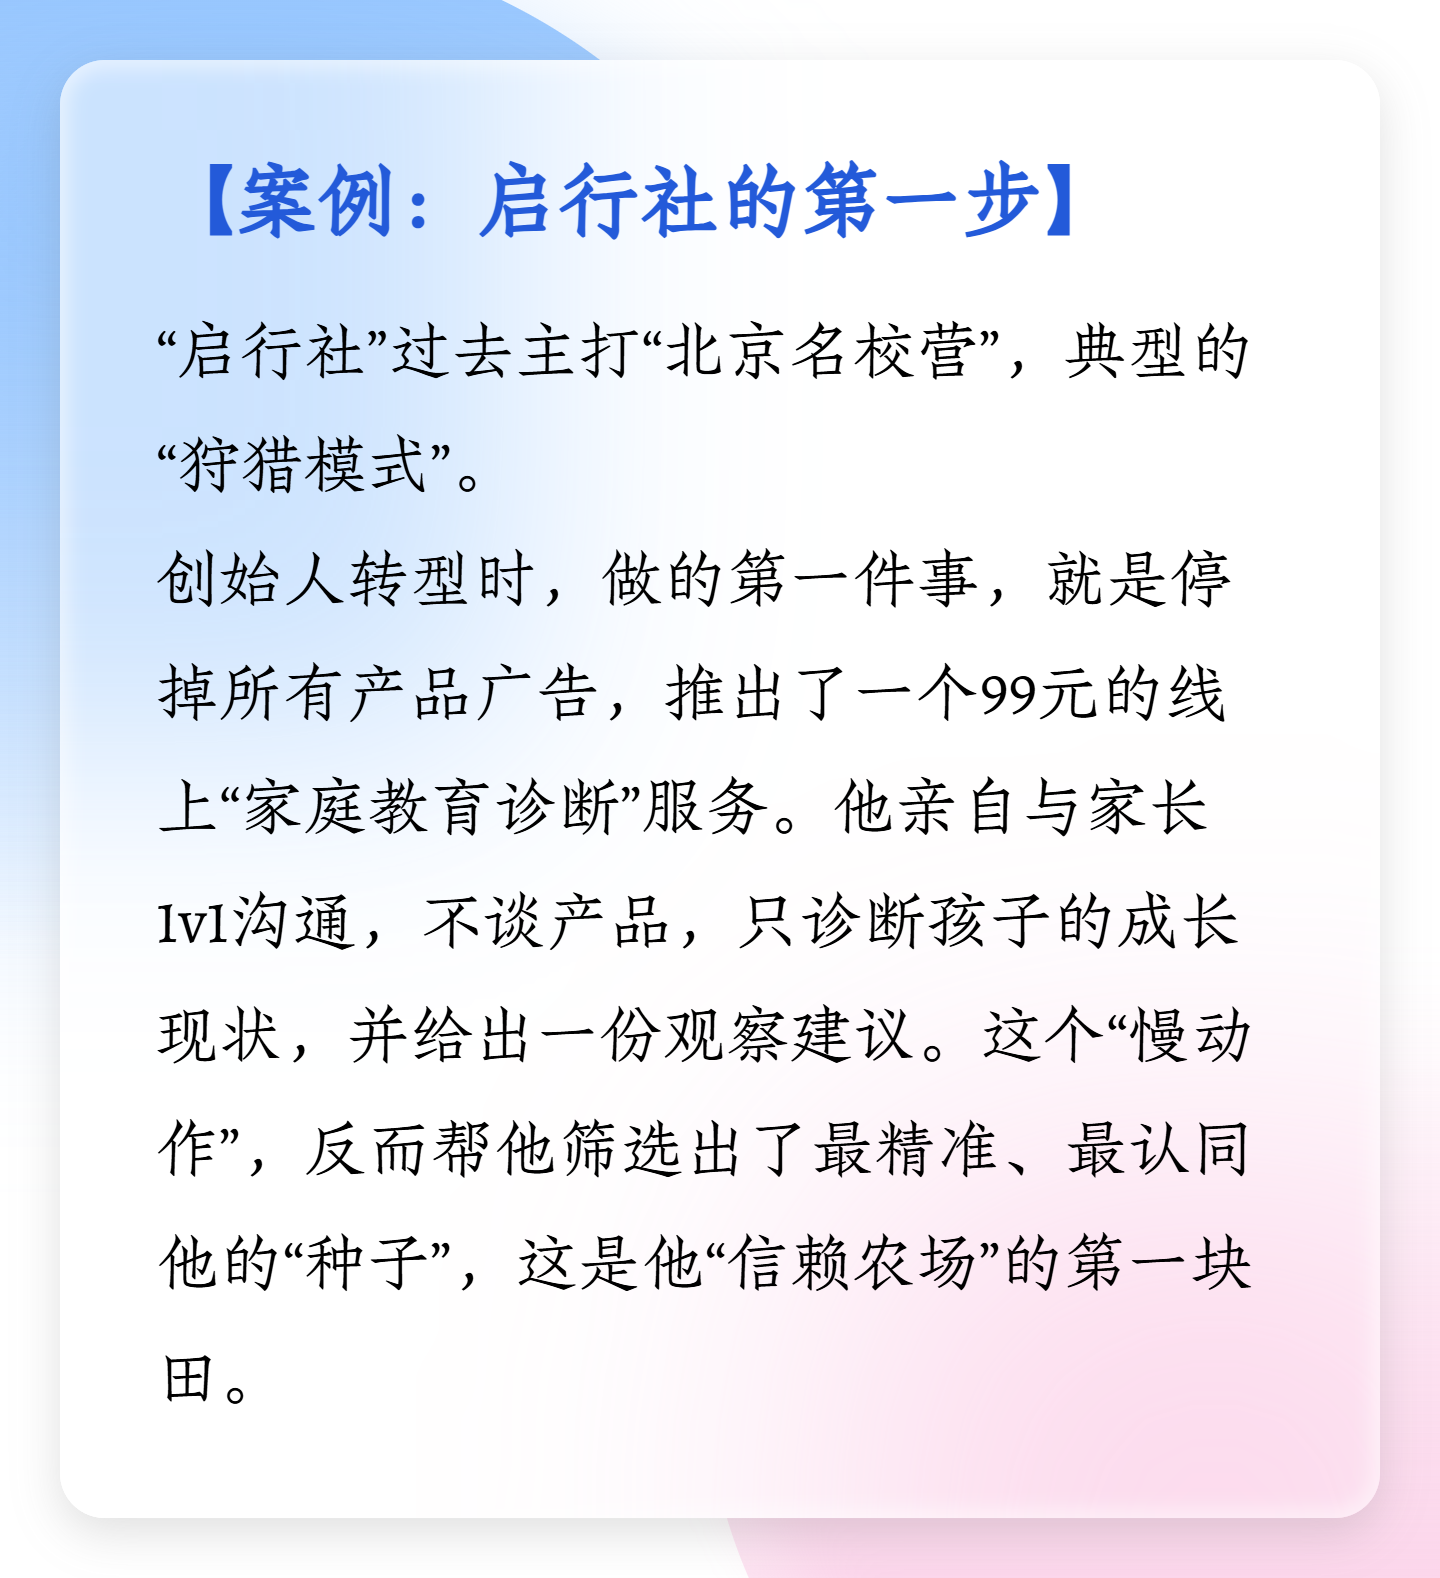 【案例：启行社的第一步】
“启行社”过去主打“北京名校营”，典型的
“狩猎模式”。
创始人转型时，做的第一件事，就是停
掉所有产品广告，推出了一个99元的线
上“家庭教育诊断”服务。他亲自与家长
1v1沟通，不谈产品，只诊断孩子的成长
现状，并给出一份观察建议。这个“慢动
作”，反而帮他筛选出了最精准、最认同
他的“种子”，这是他“信赖农场”的第一块
田。